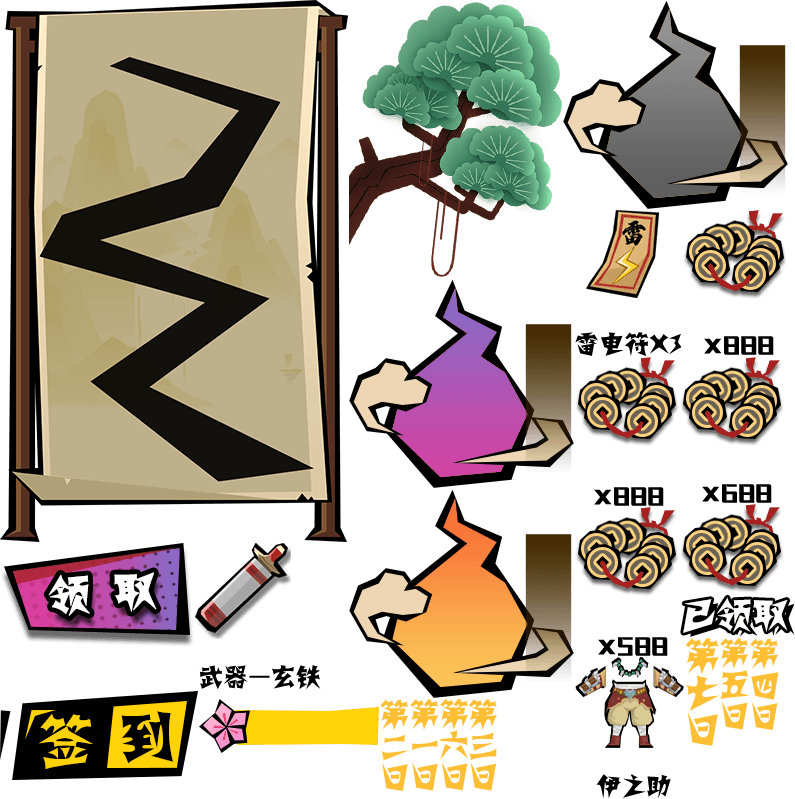 雷
雷电符X3
x888
x888
x688
领取
已领取
x588
武器—玄铁
签到
第二日
第一日
第六日
第三日
第七日
第五日
第四日
伊之助